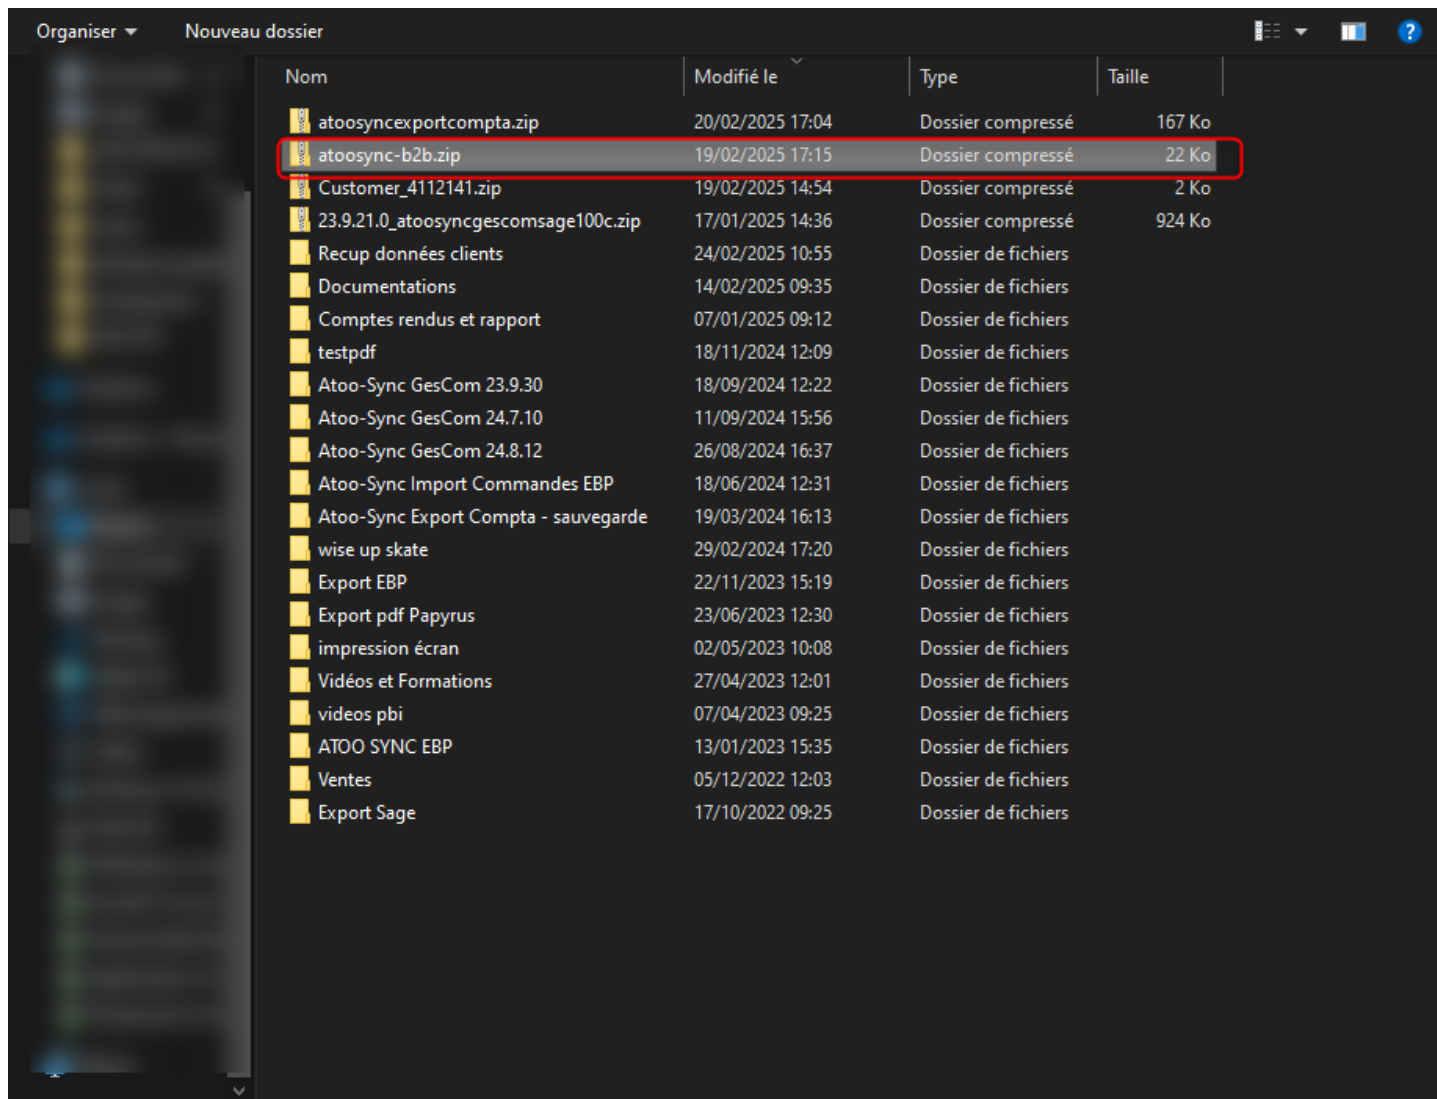 Organiser Nouveau dossier
Nom Modifié le Type Taille
atoosyncexportcompta.zip 20/02/2025 17:04 Dossier compressé 167 Ko
atoosync-b2b.zip 19/02/2025 17:15 Dossier compressé 22 Ko
Customer_4112141.zip 19/02/2025 14:54 Dossier compressé 2 Ko
23.9.21.0_atoosyncgescomsage100c.zip 17/01/2025 14:36 Dossier compressé 924 Ko
Recup données clients 24/02/2025 10:55 Dossier de fichiers
Documentations 14/02/2025 09:35 Dossier de fichiers
Comptes rendus et rapport 07/01/2025 09:12 Dossier de fichiers
testpdf 18/11/2024 12:09 Dossier de fichiers
Atoo-Sync GesCom 23.9.30 18/09/2024 12:22 Dossier de fichiers
Atoo-Sync GesCom 24.7.10 11/09/2024 15:56 Dossier de fichiers
Atoo-Sync GesCom 24.8.12 26/08/2024 16:37 Dossier de fichiers
Atoo-Sync Import Commandes EBP 18/06/2024 12:31 Dossier de fichiers
Atoo-Sync Export Compta - sauvegarde 19/03/2024 16:13 Dossier de fichiers
wise up skate 29/02/2024 17:20 Dossier de fichiers
Export EBP 22/11/2023 15:19 Dossier de fichiers
Export pdf Papyrus 23/06/2023 12:30 Dossier de fichiers
impression écran 02/05/2023 10:08 Dossier de fichiers
Vidéos et Formations 27/04/2023 12:01 Dossier de fichiers
videos pbi 07/04/2023 09:25 Dossier de fichiers
ATOO SYNC EBP 13/01/2023 15:35 Dossier de fichiers
Ventes 05/12/2022 12:03 Dossier de fichiers
Export Sage 17/10/2022 09:25 Dossier de fichiers